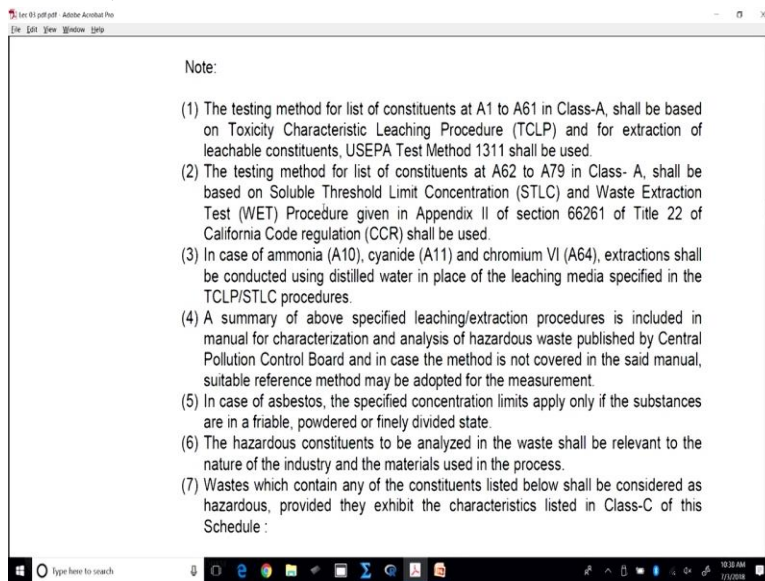 Lec 01 pdf.pdf - Adobe Acrobat Pro
File Edit View Window Help
Note:
(1) The testing method for list of constituents at A1 to A61 in Class-A, shall be based
on Toxicity Characteristic Leaching Procedure (TCLP) and for extraction of
leachable constituents, USEPA Test Method 1311 shall be used.
(2) The testing method for list of constituents at A62 to A79 in Class- A, shall be
based on Soluble Threshold Limit Concentration (STLC) and Waste Extraction
Test (WET) Procedure given in Appendix II of section 66261 of Title 22 of
California Code regulation (CCR) shall be used.
(3) In case of ammonia (A10), cyanide (A11) and chromium VI (A64), extractions shall
be conducted using distilled water in place of the leaching media specified in the
TCLP/STLC procedures.
(4) A summary of above specified leaching/extraction procedures is included in
manual for characterization and analysis of hazardous waste published by Central
Pollution Control Board and in case the method is not covered in the said manual,
suitable reference method may be adopted for the measurement.
(5) In case of asbestos, the specified concentration limits apply only if the substances
are in a friable, powdered or finely divided state.
(6) The hazardous constituents to be analyzed in the waste shall be relevant to the
nature of the industry and the materials used in the process.
(7) Wastes which contain any of the constituents listed below shall be considered as
hazardous, provided they exhibit the characteristics listed in Class-C of this
Schedule :
Type here to search
10:38 AM
7/3/2018